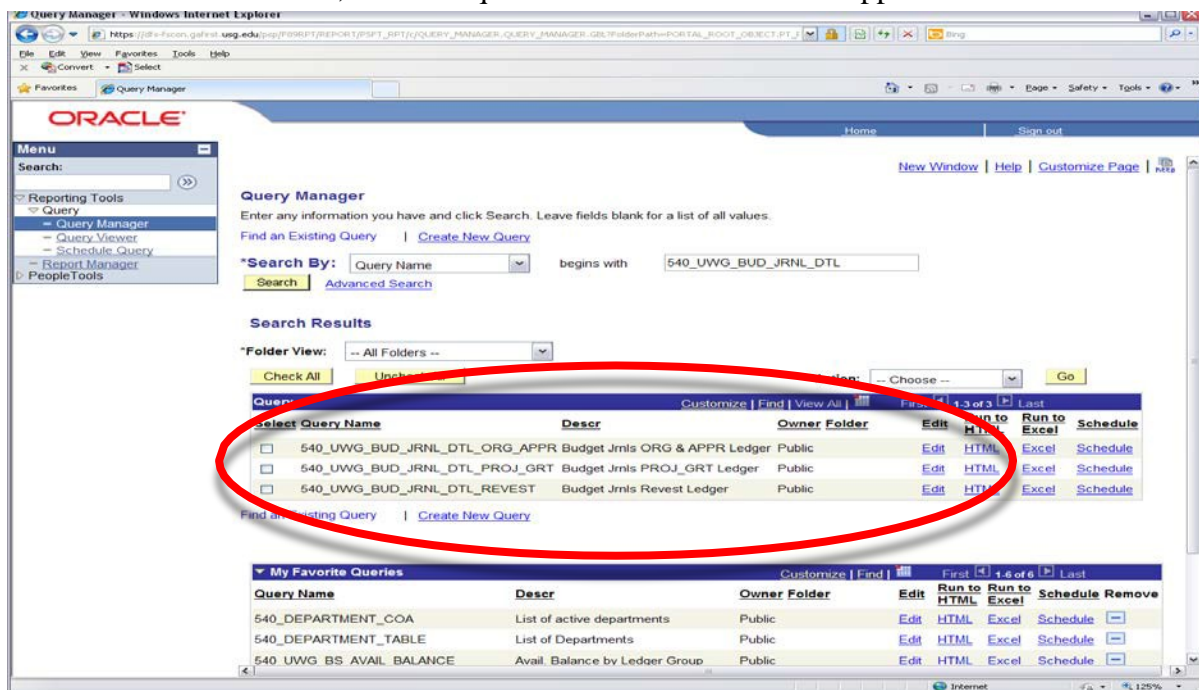 Query Manager - Windows Internet Explorer
usg.edu
File Edit View Favorites Tools Help
Convert Select
Favorites Query Manager Page Safety Tools
ORACLE
Home Sign out
Menu
New Window | Help | Customize Page |
Search:
Reporting Tools
Query
Query Manager
Query Viewer
Schedule Query
Report Manager
PeopleTools
Query Manager
Enter any information you have and click Search. Leave fields blank for a list of all values.
Find an Existing Query | Create New Query
*Search By: Query Name begins with 540_UWG_BUD_JRNL_DTL
Search Advanced Search
Search Results
*Folder View: -- All Folders --
Check All -- Choose -- Go
Query Customize | Find | View All | First 1-3 of 3 Last
Select Query Name Descr Owner Folder Edit Run to HTML Run to Excel Schedule
540_UWG_BUD_JRNL_DTL_ORG_APPR Budget Jrnls ORG & APPR Ledger Public Edit HTML Excel Schedule
540_UWG_BUD_JRNL_DTL_PROJ_GRT Budget Jrnls PROJ_GRT Ledger Public Edit HTML Excel Schedule
540_UWG_BUD_JRNL_DTL_REVEST Budget Jrnls Revest Ledger Public Edit HTML Excel Schedule
Find an Existing Query | Create New Query
My Favorite Queries Customize | Find | First 1-6 of 6 Last
Query Name Descr Owner Folder Edit Run to HTML Run to Excel Schedule Remove
540_DEPARTMENT_COA List of active departments Public Edit HTML Excel Schedule
540_DEPARTMENT_TABLE List of Departments Public Edit HTML Excel Schedule
540_UWG_BS_AVAIL_BALANCE Avail. Balance by Ledger Group Public Edit HTML Excel Schedule
Internet 125%